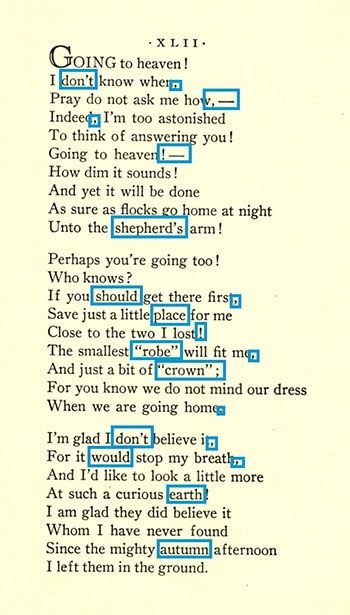 · X L I I ·
GOING to heaven!
I don't know when,
Pray do not ask me how, —
Indeed, I'm too astonished
To think of answering you!
Going to heaven! —
How dim it sounds!
And yet it will be done
As sure as flocks go home at night
Unto the shepherd's arm!
Perhaps you're going too!
Who knows?
If you should get there first,
Save just a little place for me
Close to the two I lost!
The smallest “robe” will fit me,
And just a bit of “crown”;
For you know we do not mind our dress
When we are going home.
I'm glad I don't believe it,
For it would stop my breath,
And I'd like to look a little more
At such a curious earth!
I am glad they did believe it
Whom I have never found
Since the mighty autumn afternoon
I left them in the ground.